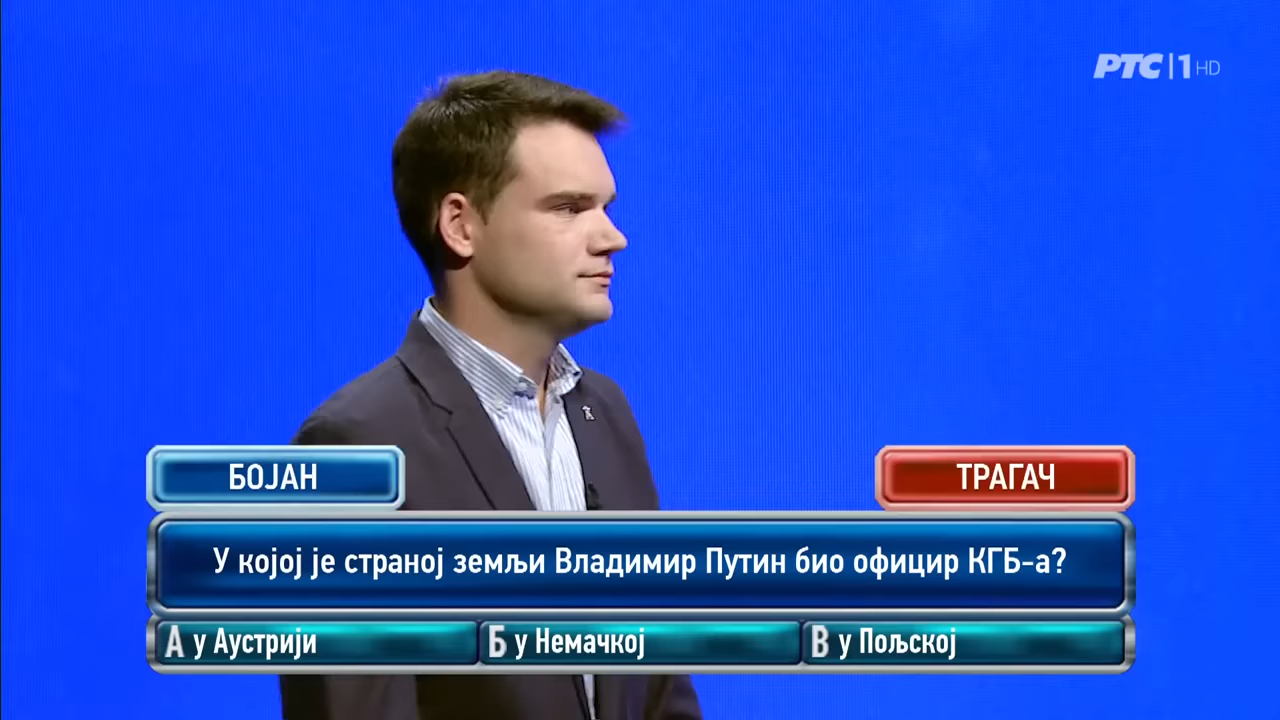 РТС|1 HD
БОЈАН
ТРАГАЧ
У којој је страној земљи Владимир Путин био официр КГБ-а?
А у Аустрији
Б у Немачкој
В у Пољској